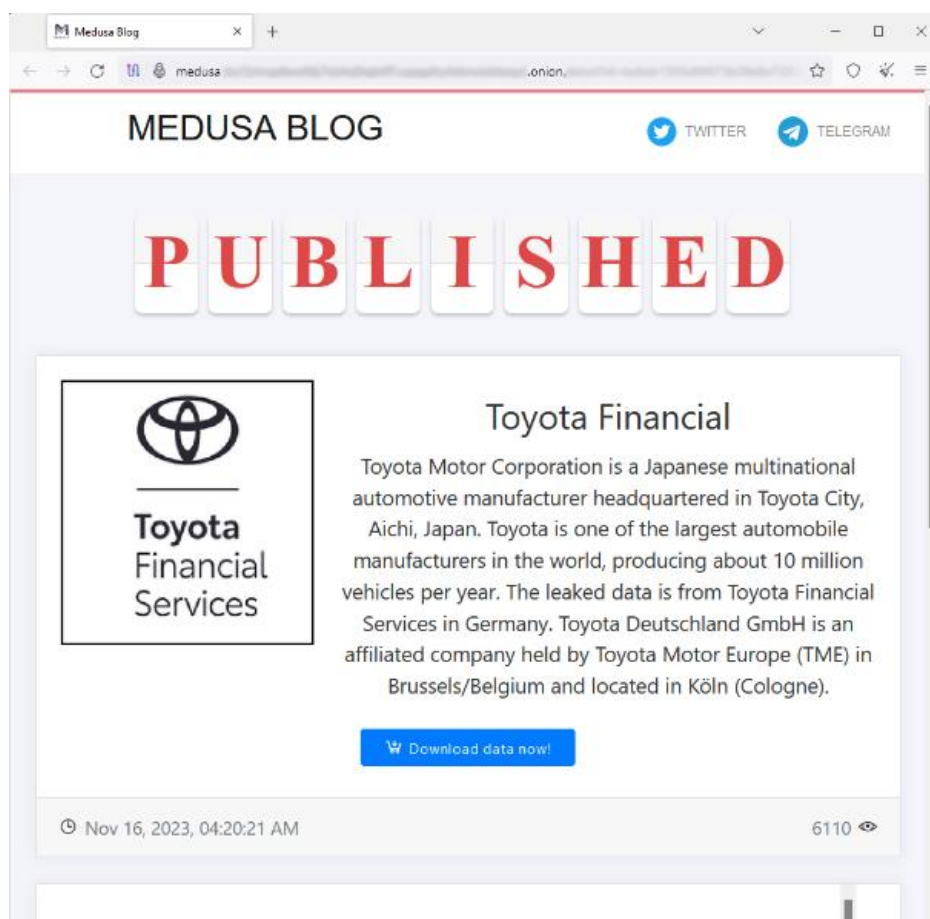 Medusa Blog
medusa
.onion,
MEDUSA BLOG
TWITTER
TELEGRAM
PUBLISHED
Toyota
Financial
Services
Toyota Financial
Toyota Motor Corporation is a Japanese multinational
automotive manufacturer headquartered in Toyota City,
Aichi, Japan. Toyota is one of the largest automobile
manufacturers in the world, producing about 10 million
vehicles per year. The leaked data is from Toyota Financial
Services in Germany. Toyota Deutschland GmbH is an
affiliated company held by Toyota Motor Europe (TME) in
Brussels/Belgium and located in Köln (Cologne).
Download data now!
Nov 16, 2023, 04:20:21 AM
6110